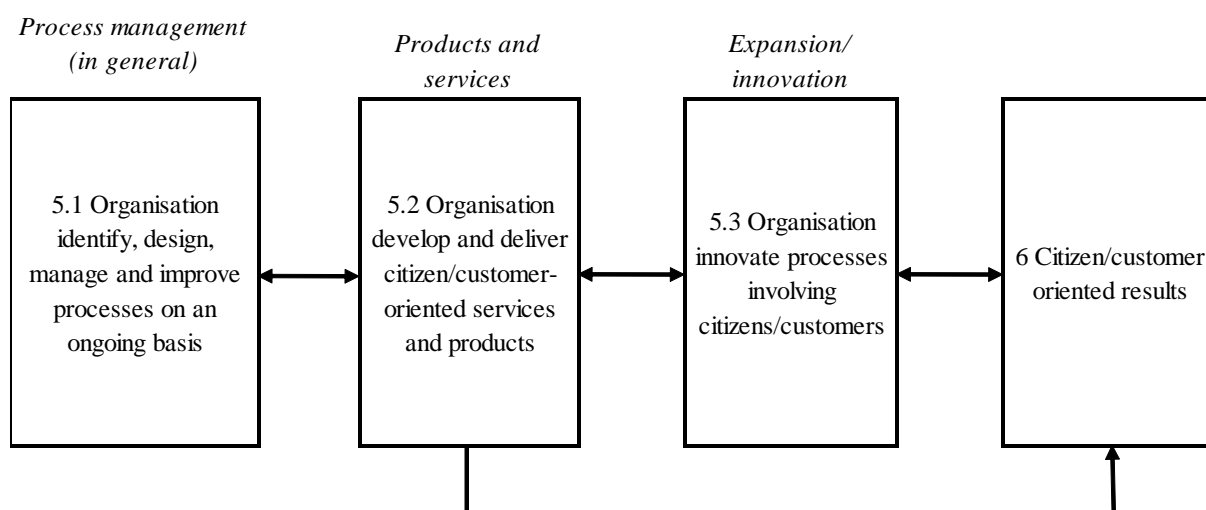 Process management
(in general)
Products and
services
Expansion/
innovation
5.1 Organisation
identify, design,
manage and improve
processes on an
ongoing basis
5.2 Organisation
develop and deliver
citizen/customer-
oriented services
and products
5.3 Organisation
innovate processes
involving
citizens/customers
6 Citizen/customer
oriented results